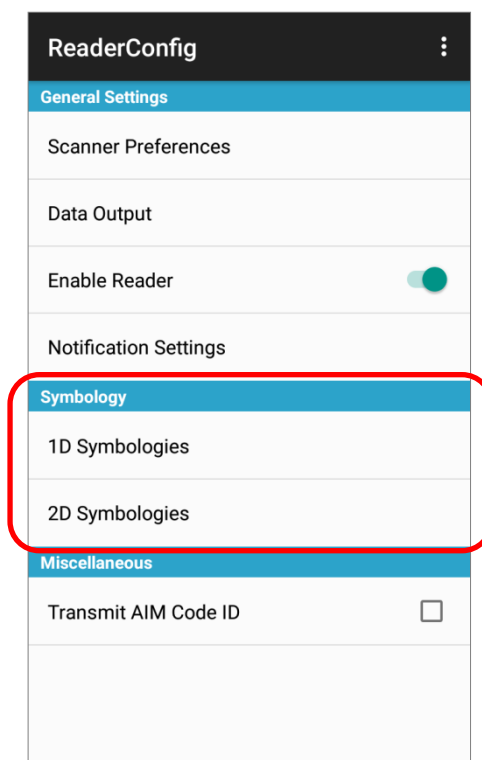 ReaderConfig
General Settings
Scanner Preferences
Data Output
Enable Reader
Notification Settings
Symbology
1D Symbologies
2D Symbologies
Miscellaneous
Transmit AIM Code ID